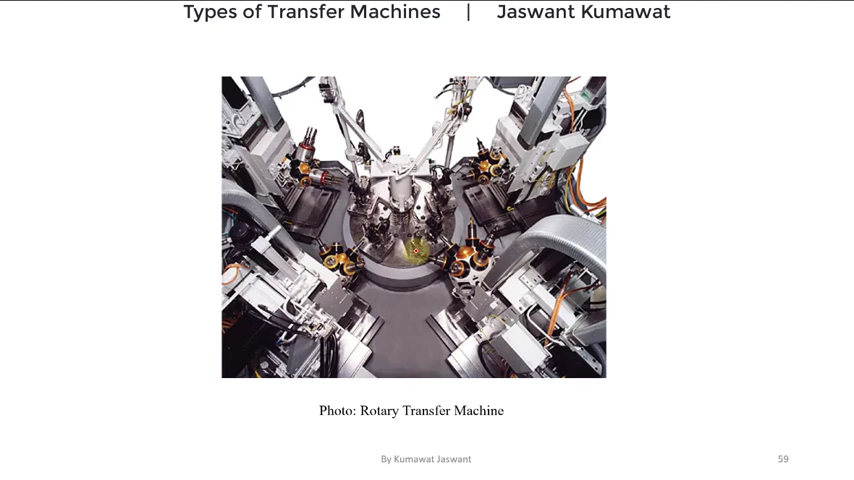 Types of Transfer Machines | Jaswant Kumawat
Photo: Rotary Transfer Machine
By Kumawat Jaswant
59